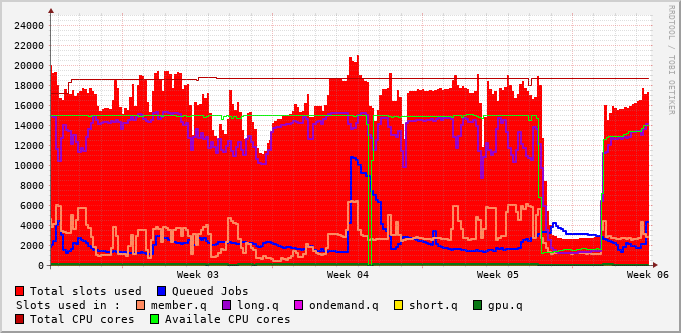 RRDTOOL / TOBI OETIKER
24000
22000
20000
18000
16000
14000
12000
10000
8000
6000
4000
2000
0
Week 03 Week 04 Week 05 Week 06
Total slots used Queued Jobs
Slots used in : member.q long.q ondemand.q short.q gpu.q
Total CPU cores Availale CPU cores